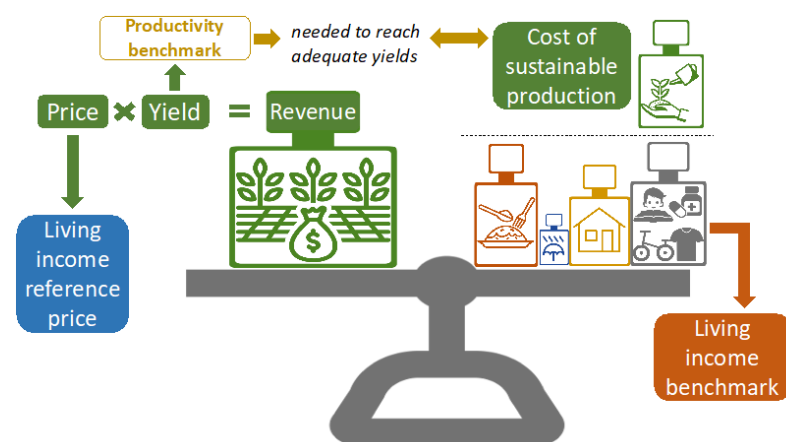 Productivity
benchmark
needed to reach
adequate yields
Cost of
sustainable
production
Price × Yield = Revenue
$
Living
income
reference
price
Living
income
benchmark